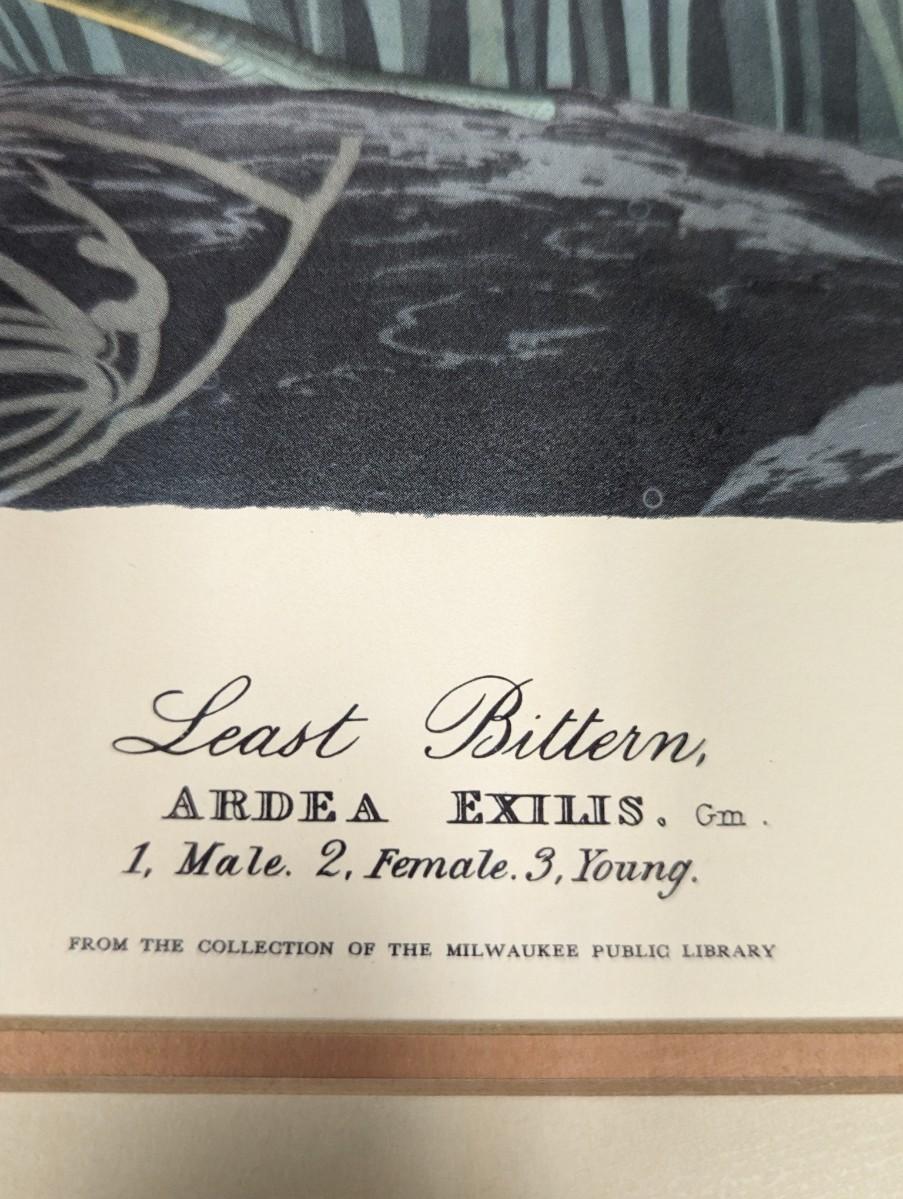 Least Bittern,
ARDEA EXILIS. Gm.
1, Male. 2, Female. 3, Young.
FROM THE COLLECTION OF THE MILWAUKEE PUBLIC LIBRARY